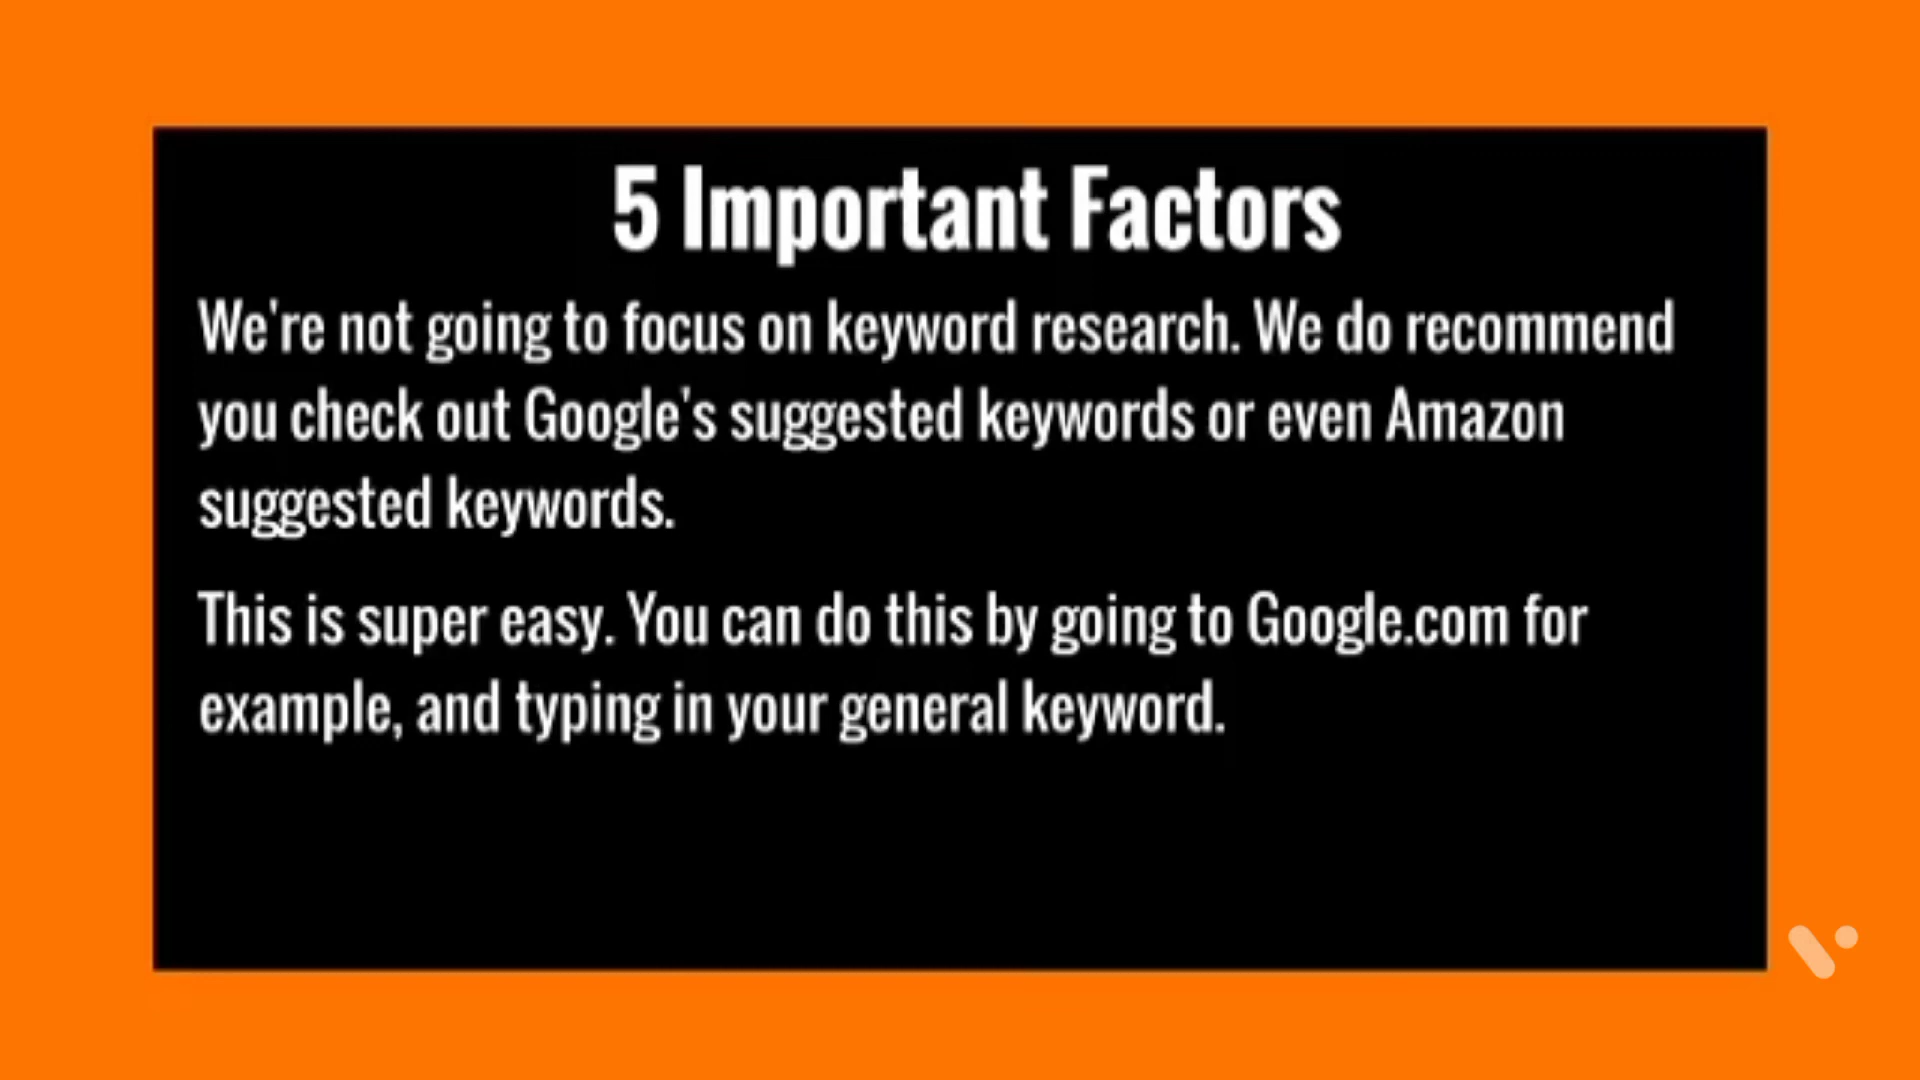 5 Important Factors
We're not going to focus on keyword research. We do recommend
you check out Google's suggested keywords or even Amazon
suggested keywords.
This is super easy. You can do this by going to Google.com for
example, and typing in your general keyword.